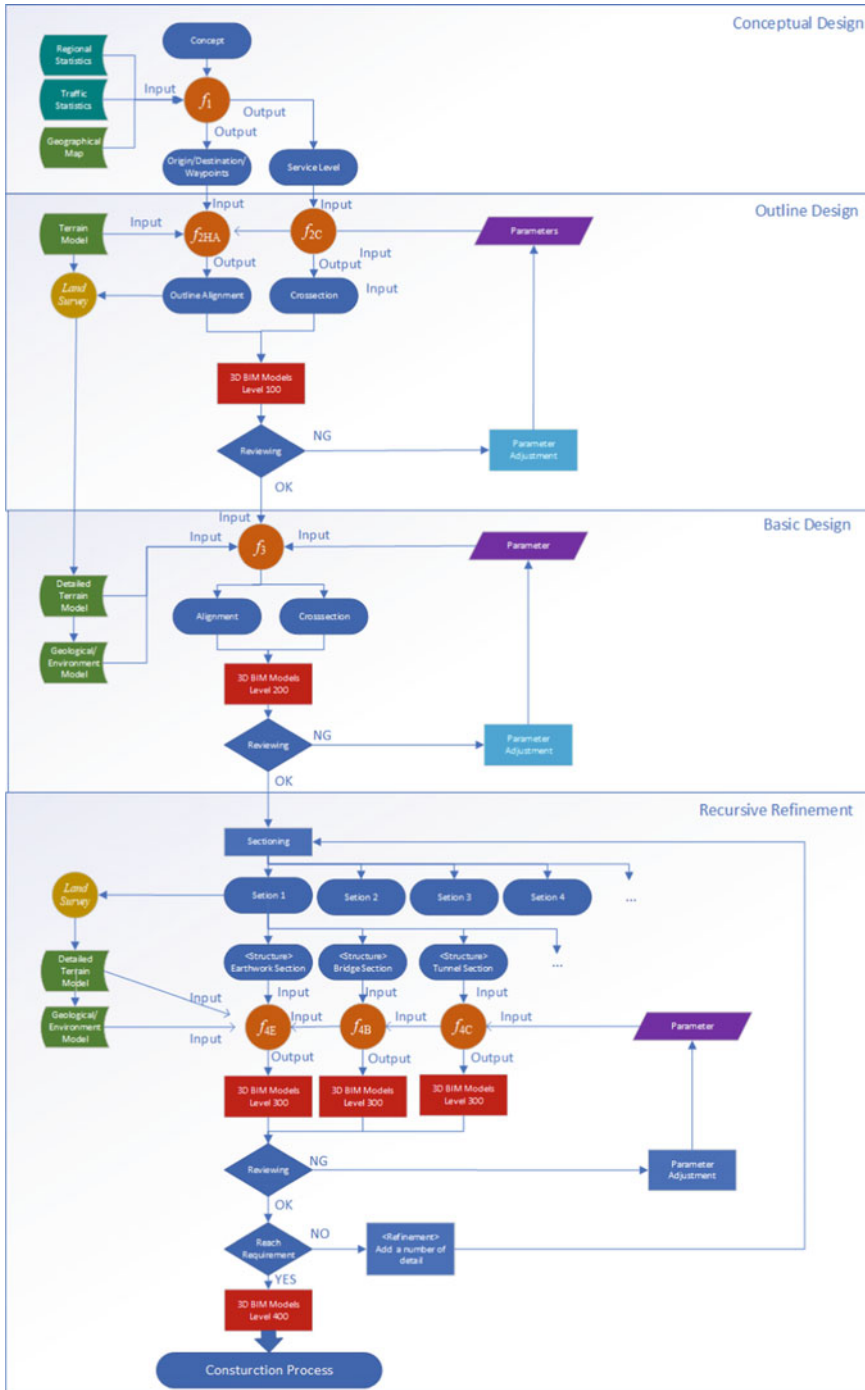 Conceptual Design
Concept
Regional
Statistics
Traffic
Statistics
Geographical
Map
Input
f1
Output
Output
Origin/Destination/
Waypoints
Service Level
Outline Design
Input
Input
Terrain
Model
Input
f2HA
f2C
Parameters
Input
Output
Output
Land
Survey
Outline Alignment
Crossection
Input
3D BIM Models
Level 100
Reviewing
NG
Parameter
Adjustment
OK
Basic Design
Input
Input
f3
Input
Parameter
Detailed
Terrain
Model
Alignment
Crosssection
Geological/
Environment
Model
3D BIM Models
Level 200
Reviewing
NG
Parameter
Adjustment
OK
Recursive Refinement
Sectioning
Land
Survey
Setion 1
Setion 2
Setion 3
Setion 4
...
<Structure>
Earthwork Section
<Structure>
Bridge Section
<Structure>
Tunnel Section
...
Detailed
Terrain
Model
Input
Input
Input
Input
Geological/
Environment
Model
Input
f4E
Input
f4B
Input
f4C
Input
Parameter
Output
Output
Output
3D BIM Models
Level 300
3D BIM Models
Level 300
3D BIM Models
Level 300
Reviewing
NG
Parameter
Adjustment
OK
Reach
Requirement
NO
<Refinement>
Add a number of
detail
YES
3D BIM Models
Level 400
Consturction Process